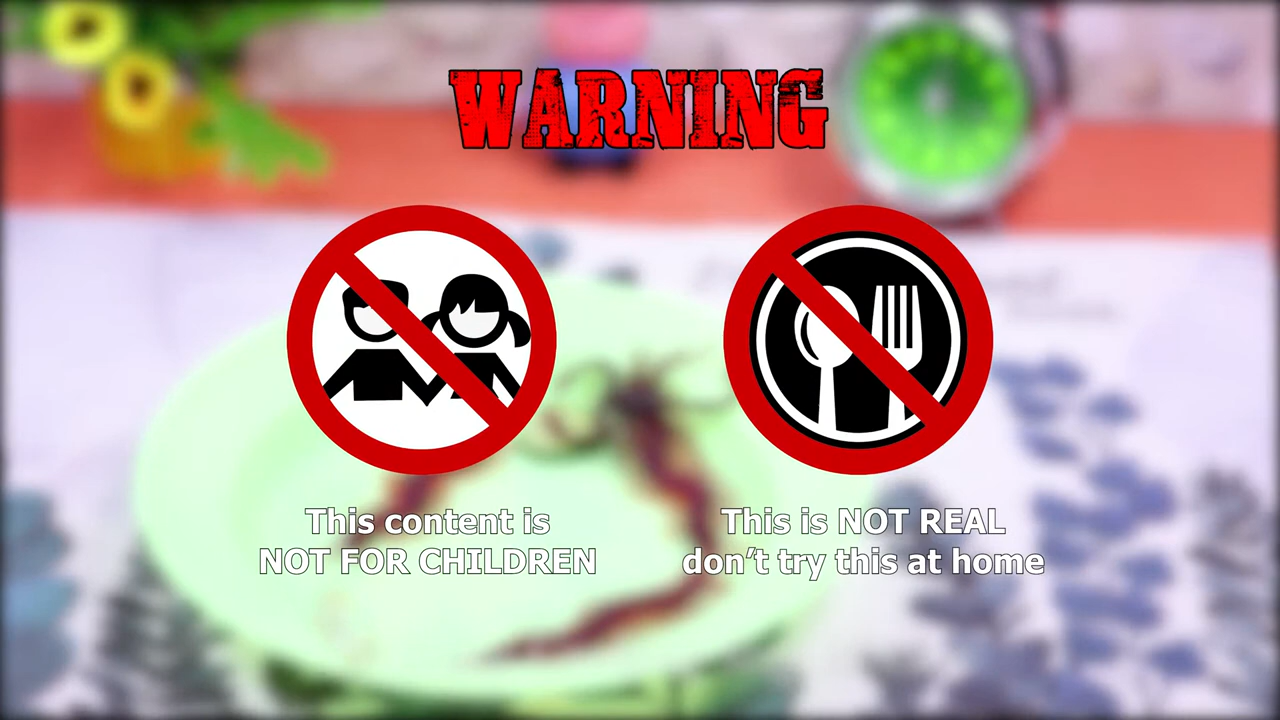 WARNING
This content is
NOT FOR CHILDREN
This is NOT REAL
don't try this at home